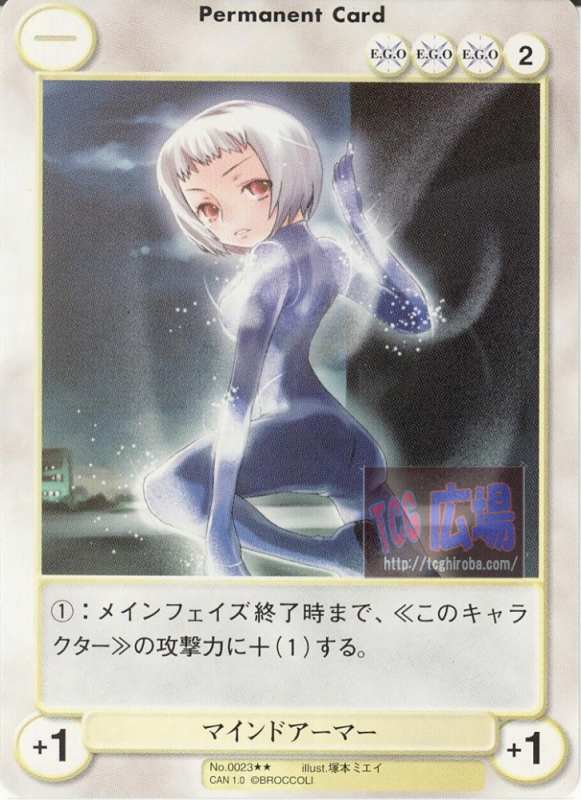 Permanent Card
E.G.O E.G.O E.G.O 2
TCG 広場
http://tcghiroba.com/
①：メインフェイズ終了時まで、≪このキャラ
クター≫の攻撃力に＋(1)する。
マインドアーマー
+1 +1
No.0023★★ illust.塚本ミエイ
CAN 1.0 ©BROCCOLI